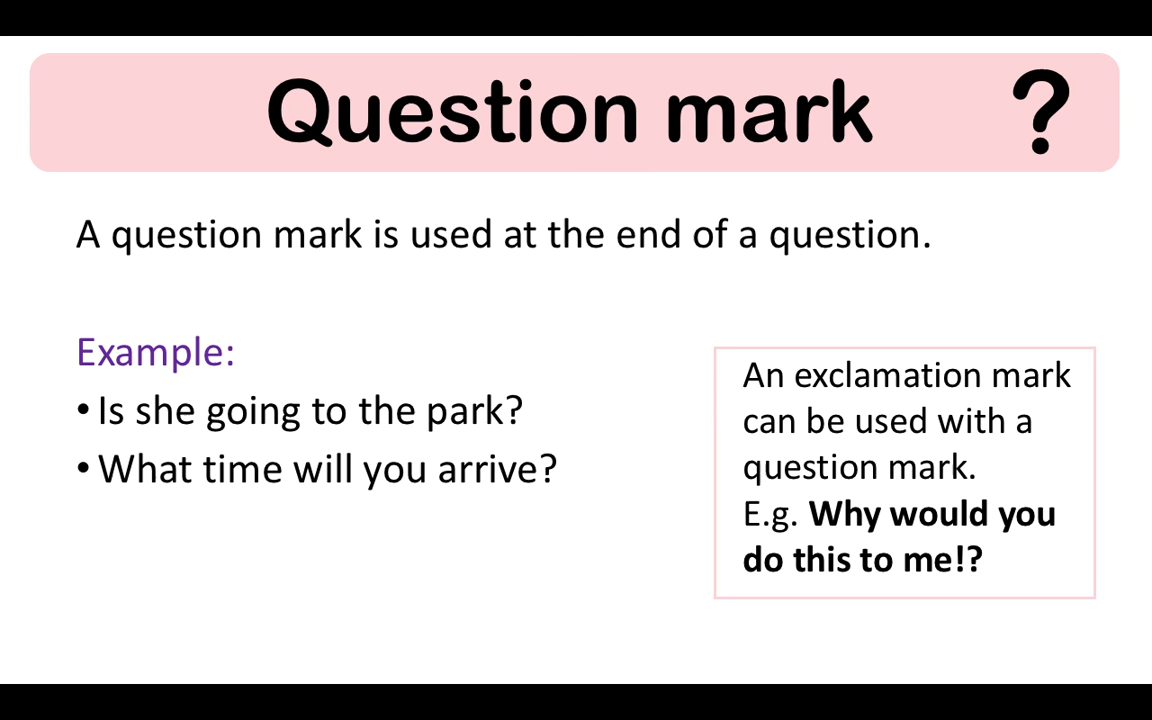 Question mark ?
A question mark is used at the end of a question.
Example:
• Is she going to the park?
• What time will you arrive?
An exclamation mark
can be used with a
question mark.
E.g. Why would you
do this to me!?